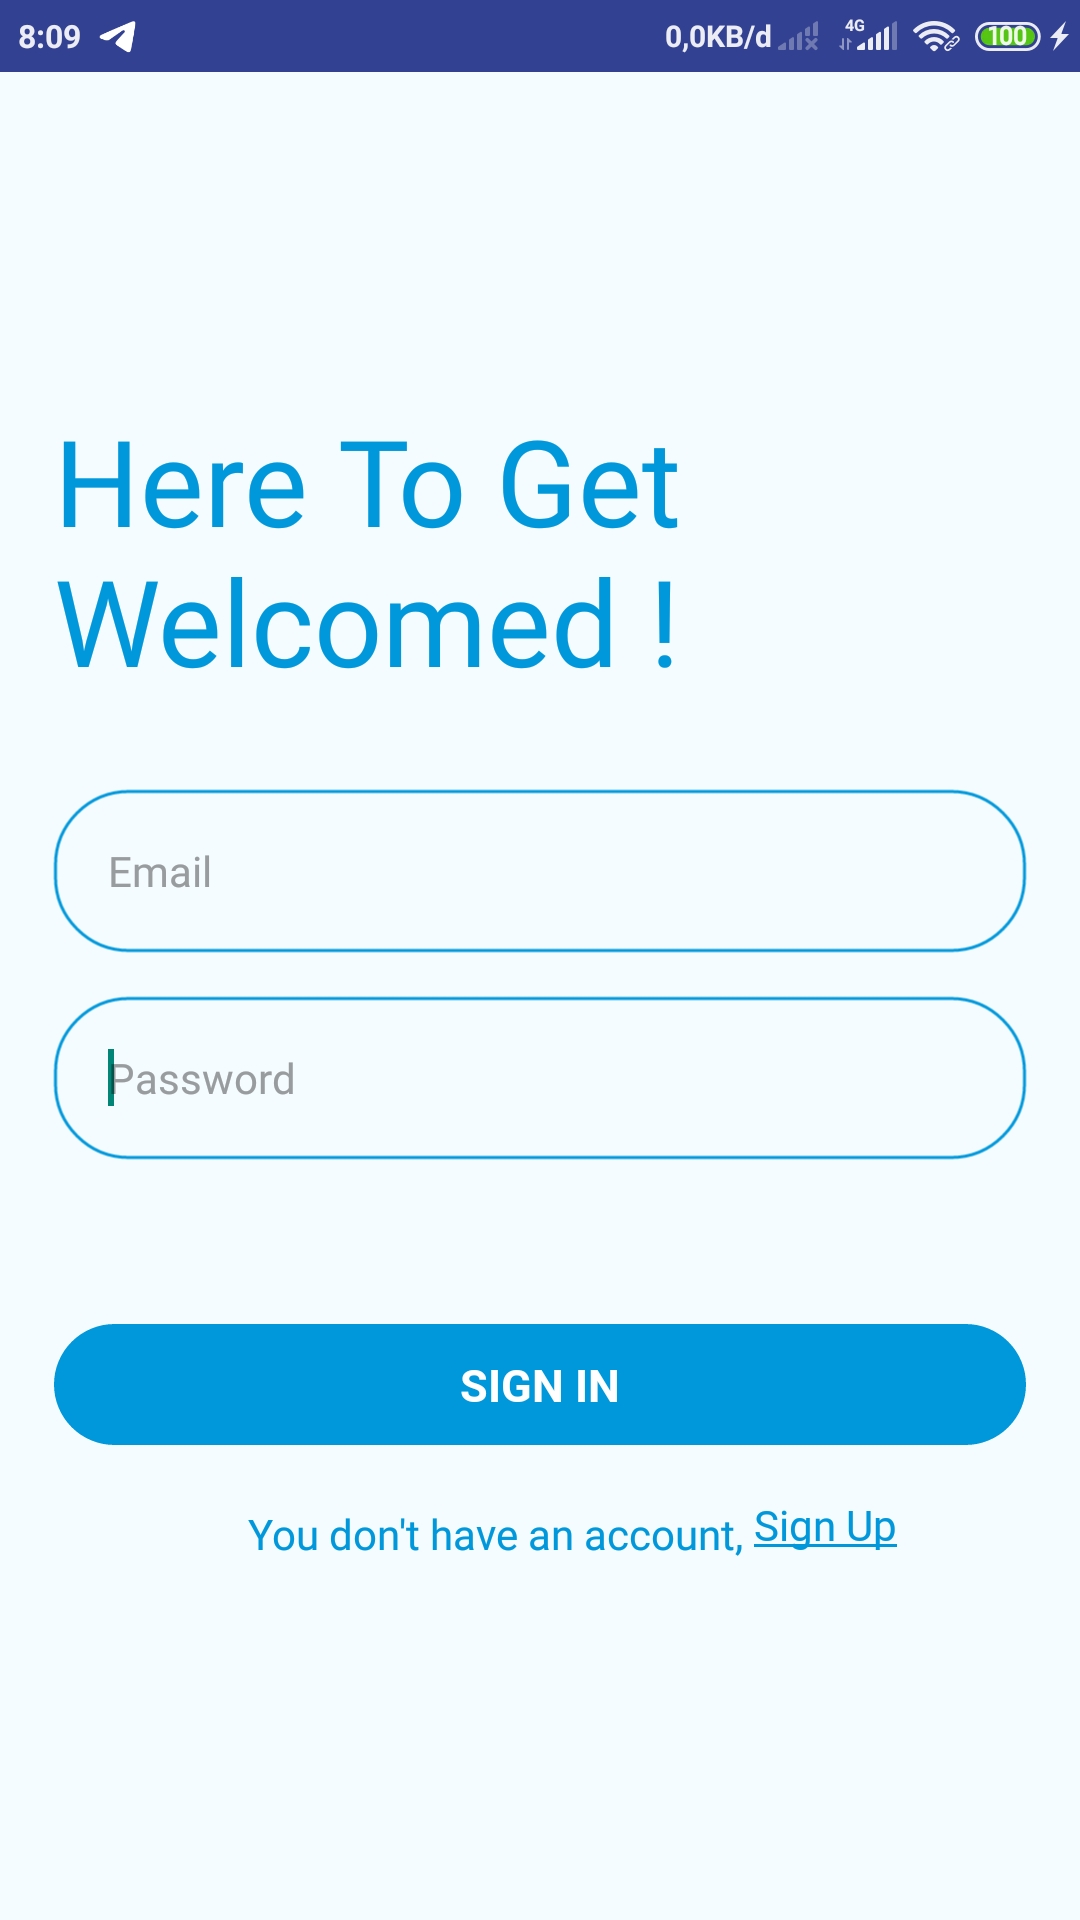 8:09 0,0KB/d 4G 100
Here To Get
Welcomed !
Email
Password
SIGN IN
You don't have an account, Sign Up